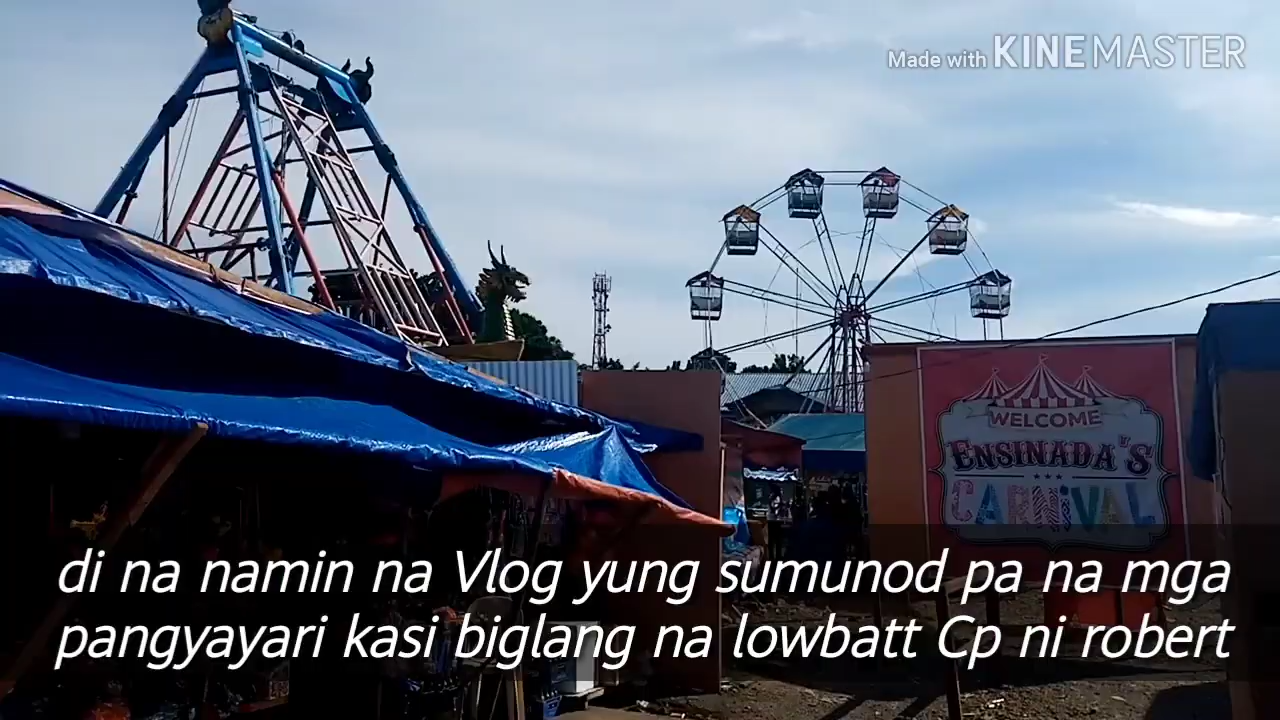 Made with KINEMASTER
WELCOME
ENSINADA'S
CARNIVAL
di na namin na Vlog yung sumunod pa na mga
pangyayari kasi biglang na lowbatt Cp ni robert